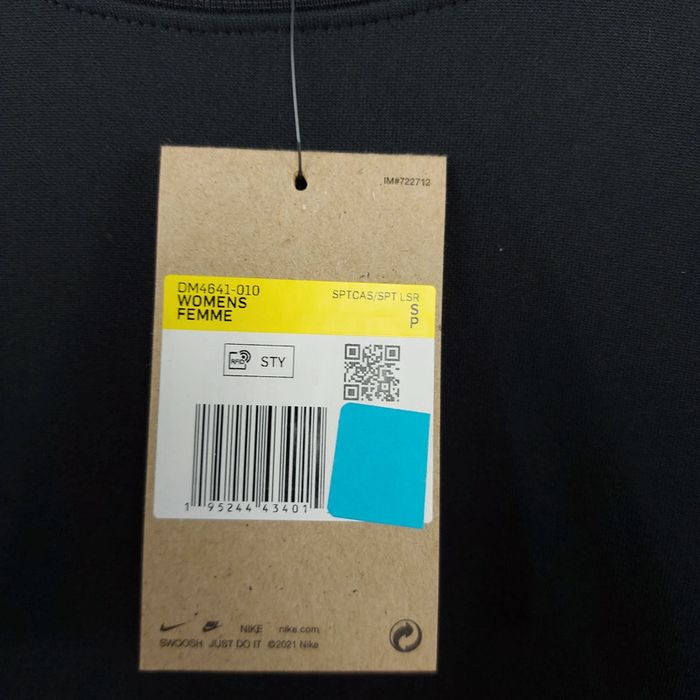 IM#722712
DM4641-010
SPTCAS/SPT LSR
WOMENS
S
FEMME
P
RFID STY
1 95244 43401
NIKE nike.com
SWOOSH JUST DO IT ©2021 Nike